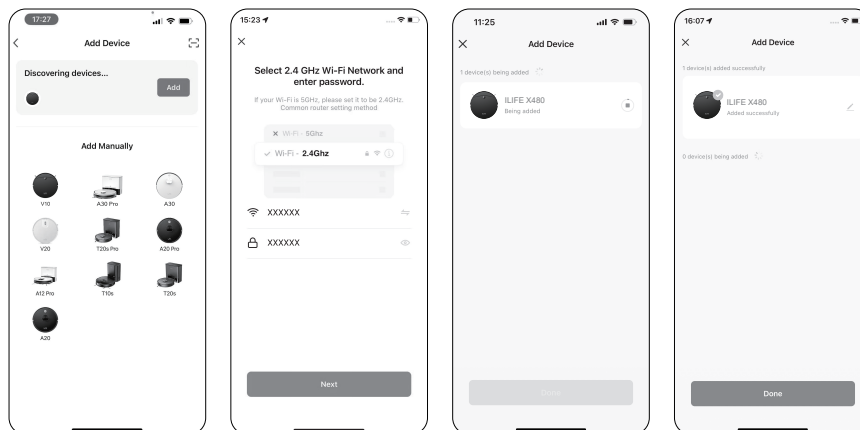 17:27
Add Device
Discovering devices...
Add
Add Manually
V10
A30 Pro
A30
V20
T20s Pro
A20 Pro
A12 Pro
T10s
T20s
A20
15:23
Select 2.4 GHz Wi-Fi Network and
enter password.
If your Wi-Fi is 5GHz, please set it to be 2.4GHz.
Common router setting method
Wi-Fi - 5Ghz
Wi-Fi - 2.4Ghz
XXXXXX
XXXXXX
Next
11:25
Add Device
1 device(s) being added
ILIFE X480
Being added
Done
16:07
Add Device
1 device(s) added successfully
ILIFE X480
Added successfully
0 device(s) being added
Done